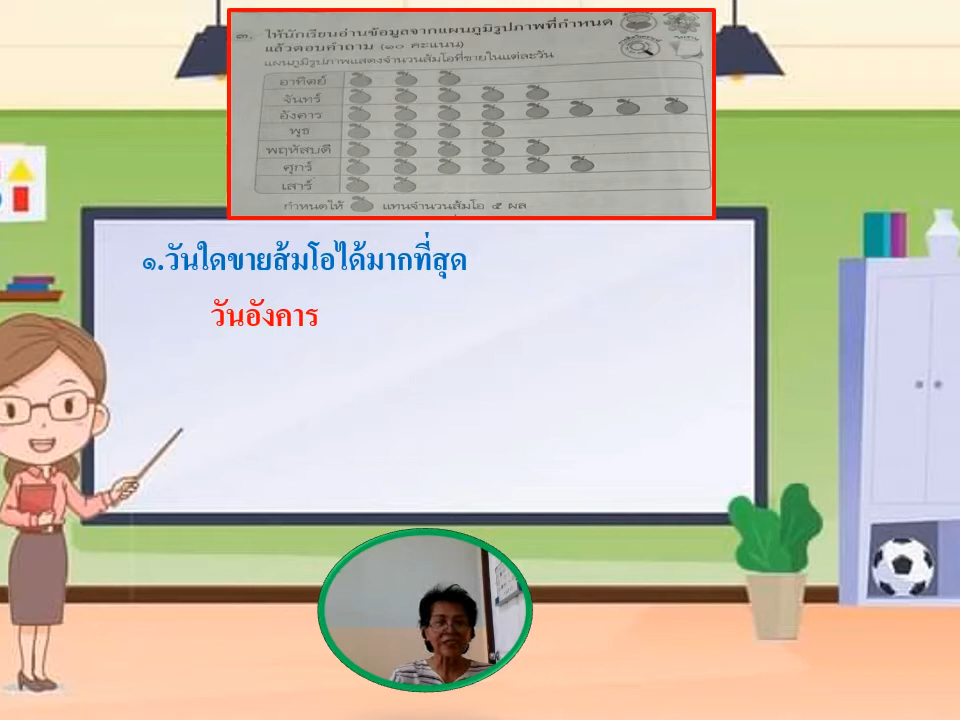 ๓. ให้นักเรียนอ่านข้อมูลจากแผนภูมิรูปภาพที่กำหนด
แล้วตอบคำถาม (๑๐ คะแนน)
แผนภูมิรูปภาพแสดงจำนวนส้มโอที่ขายในแต่ละวัน
อาทิตย์
จันทร์
อังคาร
พุธ
พฤหัสบดี
ศุกร์
เสาร์
กำหนดให้ แทนจำนวนส้มโอ ๕ ผล
๑.วันใดขายส้มโอได้มากที่สุด
วันอังคาร